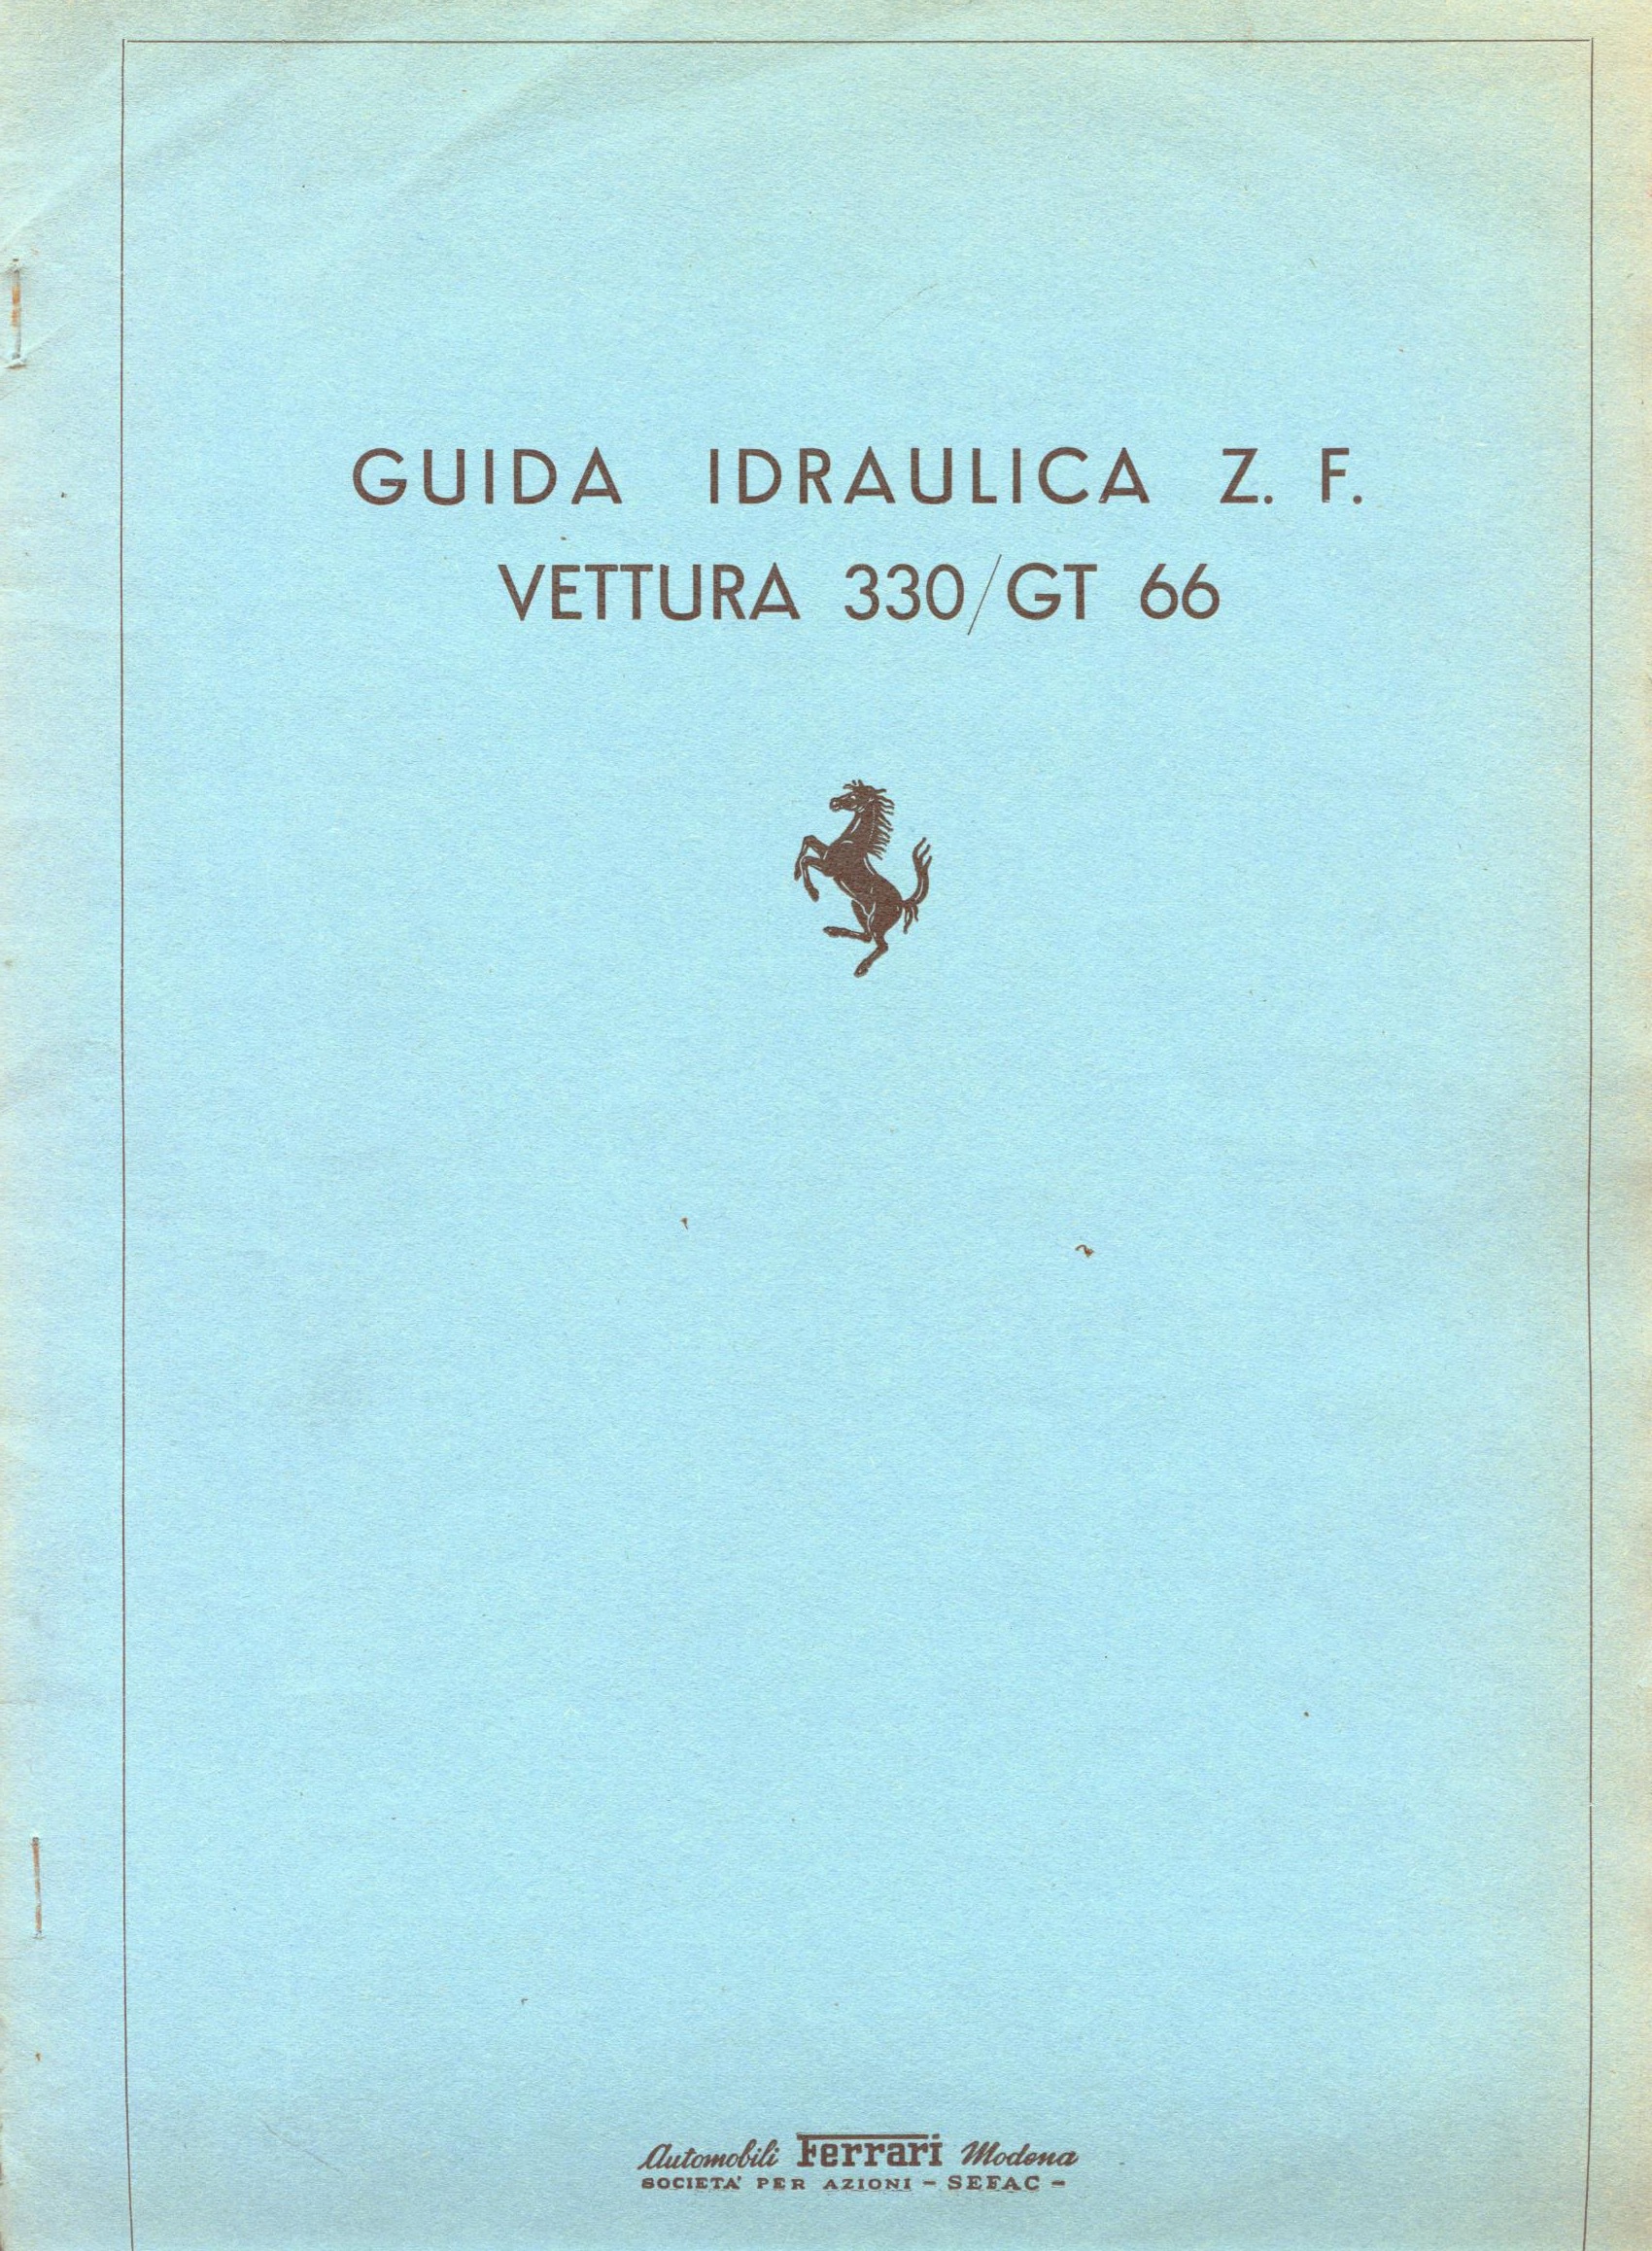 GUIDA IDRAULICA Z. F.
VETTURA 330/GT 66
Automobili Ferrari Modena
SOCIETA' PER AZIONI - SEFAC -